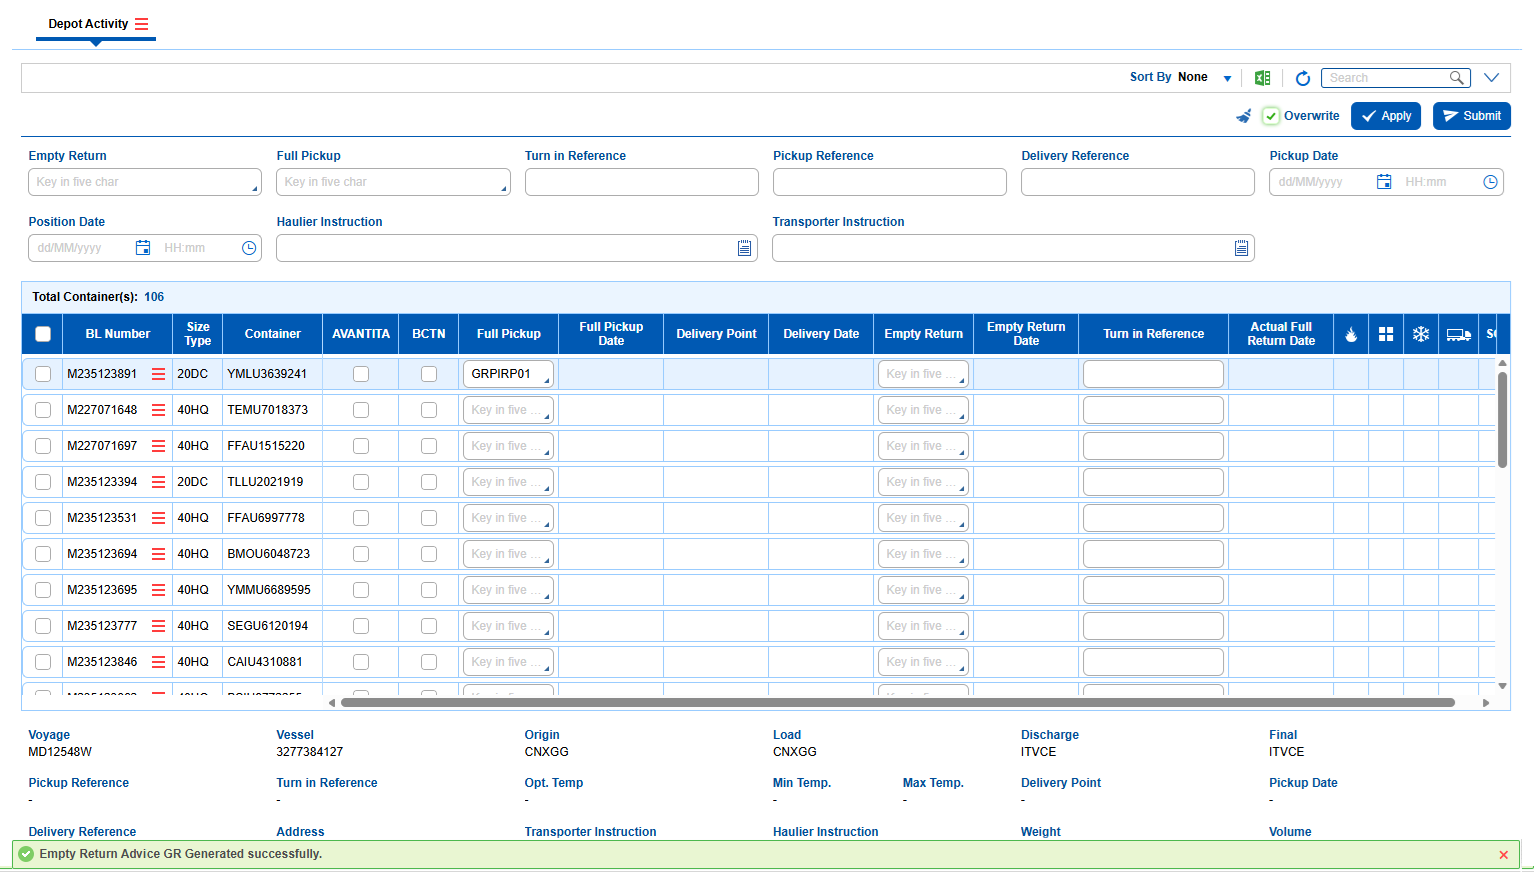 Depot Activity
Sort By None Search
Overwrite Apply Submit
Empty Return Full Pickup Turn in Reference Pickup Reference Delivery Reference Pickup Date
Key in five char Key in five char dd/MM/yyyy HH:mm
Position Date Haulier Instruction Transporter Instruction
dd/MM/yyyy HH:mm
Total Container(s): 106
BL Number Size Type Container AVANTITA BCTN Full Pickup Full Pickup Date Delivery Point Delivery Date Empty Return Empty Return Date Turn in Reference Actual Full Return Date
M235123891 20DC YMLU3639241 GRPIRP01 Key in five ...
M227071648 40HQ TEMU7018373 Key in five ... Key in five ...
M227071697 40HQ FFAU1515220 Key in five ... Key in five ...
M235123394 20DC TLLU2021919 Key in five ... Key in five ...
M235123531 40HQ FFAU6997778 Key in five ... Key in five ...
M235123694 40HQ BMOU6048723 Key in five ... Key in five ...
M235123695 40HQ YMMU6689595 Key in five ... Key in five ...
M235123777 40HQ SEGU6120194 Key in five ... Key in five ...
M235123846 40HQ CAIU4310881 Key in five ... Key in five ...
Voyage Vessel Origin Load Discharge Final
MD12548W 3277384127 CNXGG CNXGG ITVCE ITVCE
Pickup Reference Turn in Reference Opt. Temp Min Temp. Max Temp. Delivery Point Pickup Date
- - - - - - -
Delivery Reference Address Transporter Instruction Haulier Instruction Weight Volume
Empty Return Advice GR Generated successfully.